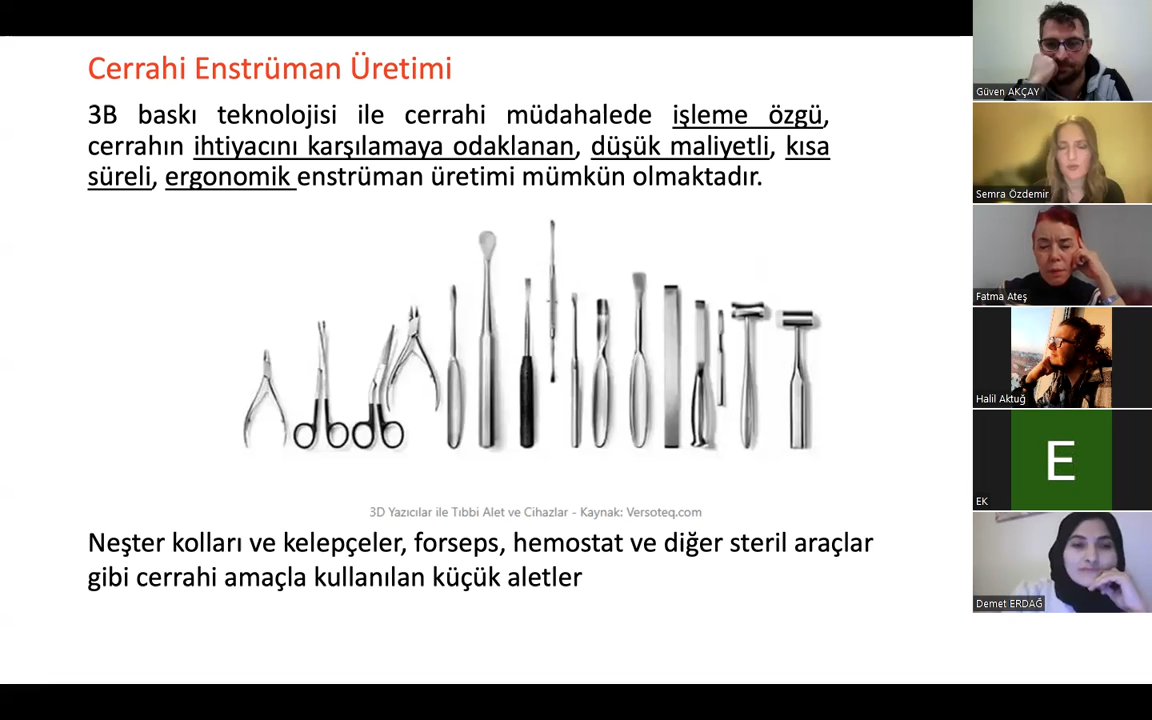 Cerrahi Enstrüman Üretimi
3B baskı teknolojisi ile cerrahi müdahalede işleme özgü,
cerrahın ihtiyacını karşılamaya odaklanan, düşük maliyetli, kısa
süreli, ergonomik enstrüman üretimi mümkün olmaktadır.
3D Yazıcılar ile Tıbbi Alet ve Cihazlar - Kaynak: Versoteq.com
Neşter kolları ve kelepçeler, forseps, hemostat ve diğer steril araçlar
gibi cerrahi amaçla kullanılan küçük aletler
Güven AKÇAY
Semra Özdemir
Fatma Ateş
Halil Aktuğ
E
EK
Demet ERDAĞ